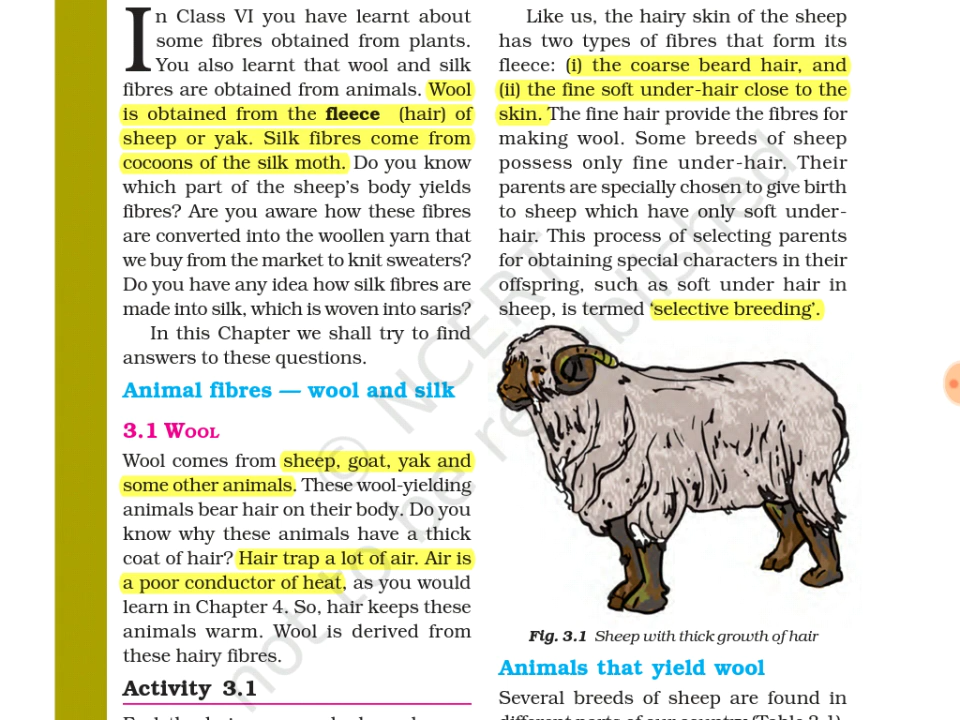 In Class VI you have learnt about
some fibres obtained from plants.
You also learnt that wool and silk
fibres are obtained from animals. Wool
is obtained from the fleece (hair) of
sheep or yak. Silk fibres come from
cocoons of the silk moth. Do you know
which part of the sheep's body yields
fibres? Are you aware how these fibres
are converted into the woollen yarn that
we buy from the market to knit sweaters?
Do you have any idea how silk fibres are
made into silk, which is woven into saris?
In this Chapter we shall try to find
answers to these questions.
Animal fibres — wool and silk
3.1 WOOL
Wool comes from sheep, goat, yak and
some other animals. These wool-yielding
animals bear hair on their body. Do you
know why these animals have a thick
coat of hair? Hair trap a lot of air. Air is
a poor conductor of heat, as you would
learn in Chapter 4. So, hair keeps these
animals warm. Wool is derived from
these hairy fibres.
Activity 3.1
Like us, the hairy skin of the sheep
has two types of fibres that form its
fleece: (i) the coarse beard hair, and
(ii) the fine soft under-hair close to the
skin. The fine hair provide the fibres for
making wool. Some breeds of sheep
possess only fine under-hair. Their
parents are specially chosen to give birth
to sheep which have only soft under-
hair. This process of selecting parents
for obtaining special characters in their
offspring, such as soft under hair in
sheep, is termed 'selective breeding'.
Fig. 3.1 Sheep with thick growth of hair
Animals that yield wool
Several breeds of sheep are found in
© NCERT
not to be republished